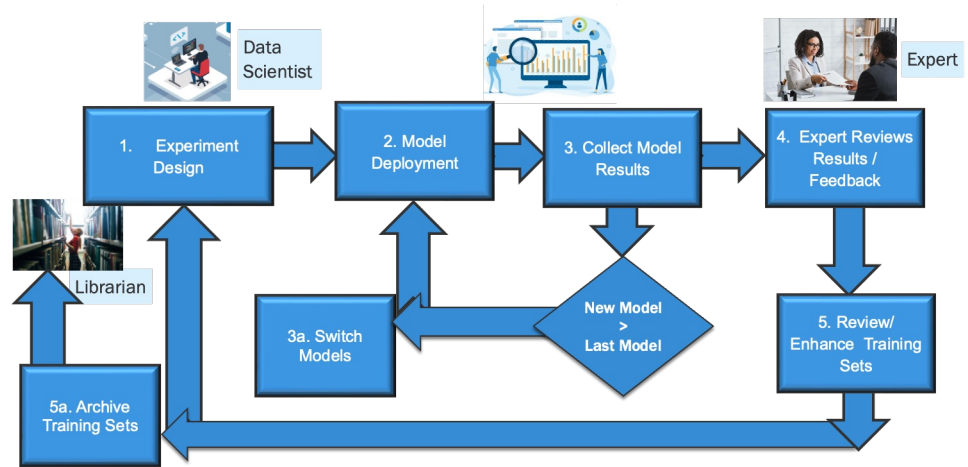 Data
Scientist
Expert
1. Experiment
Design
2. Model
Deployment
3. Collect Model
Results
4. Expert Reviews
Results /
Feedback
Librarian
New Model
>
Last Model
3a. Switch
Models
5. Review/
Enhance Training
Sets
5a. Archive
Training Sets